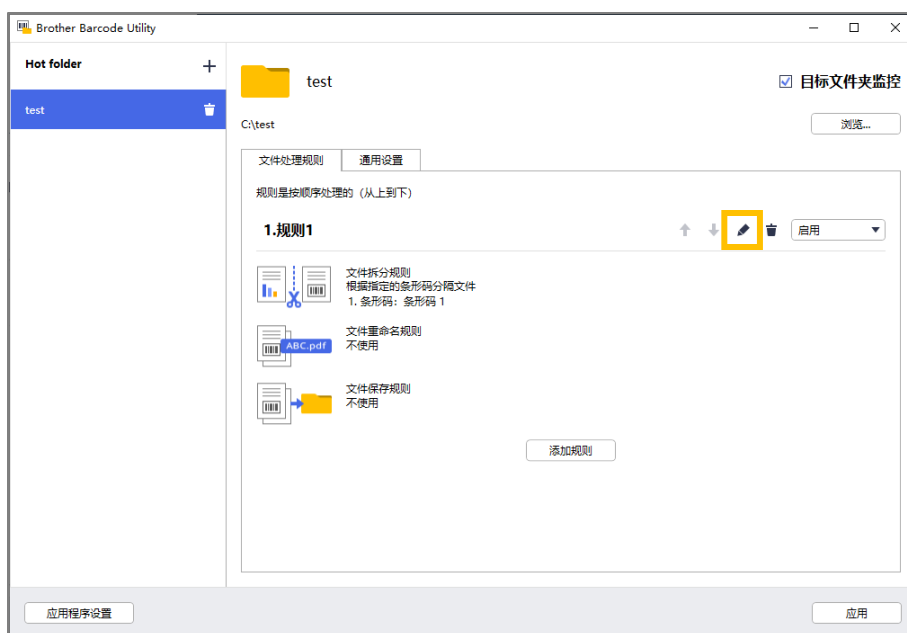 Brother Barcode Utility
Hot folder
test
test
目标文件夹监控
C:\test
浏览...
文件处理规则
通用设置
规则是按顺序处理的（从上到下）
1.规则1
启用
文件拆分规则
根据指定的条形码分隔文件
1. 条形码：条形码 1
文件重命名规则
ABC.pdf
不使用
文件保存规则
不使用
添加规则
应用程序设置
应用